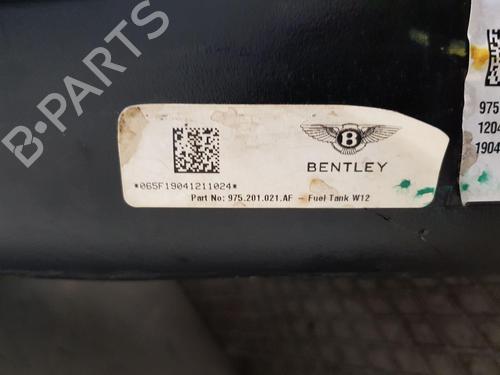 B
BENTLEY
*065F19041211024*
Part No: 975.201.021.AF - Fuel Tank W12
975
1204
1904
B-PARTS